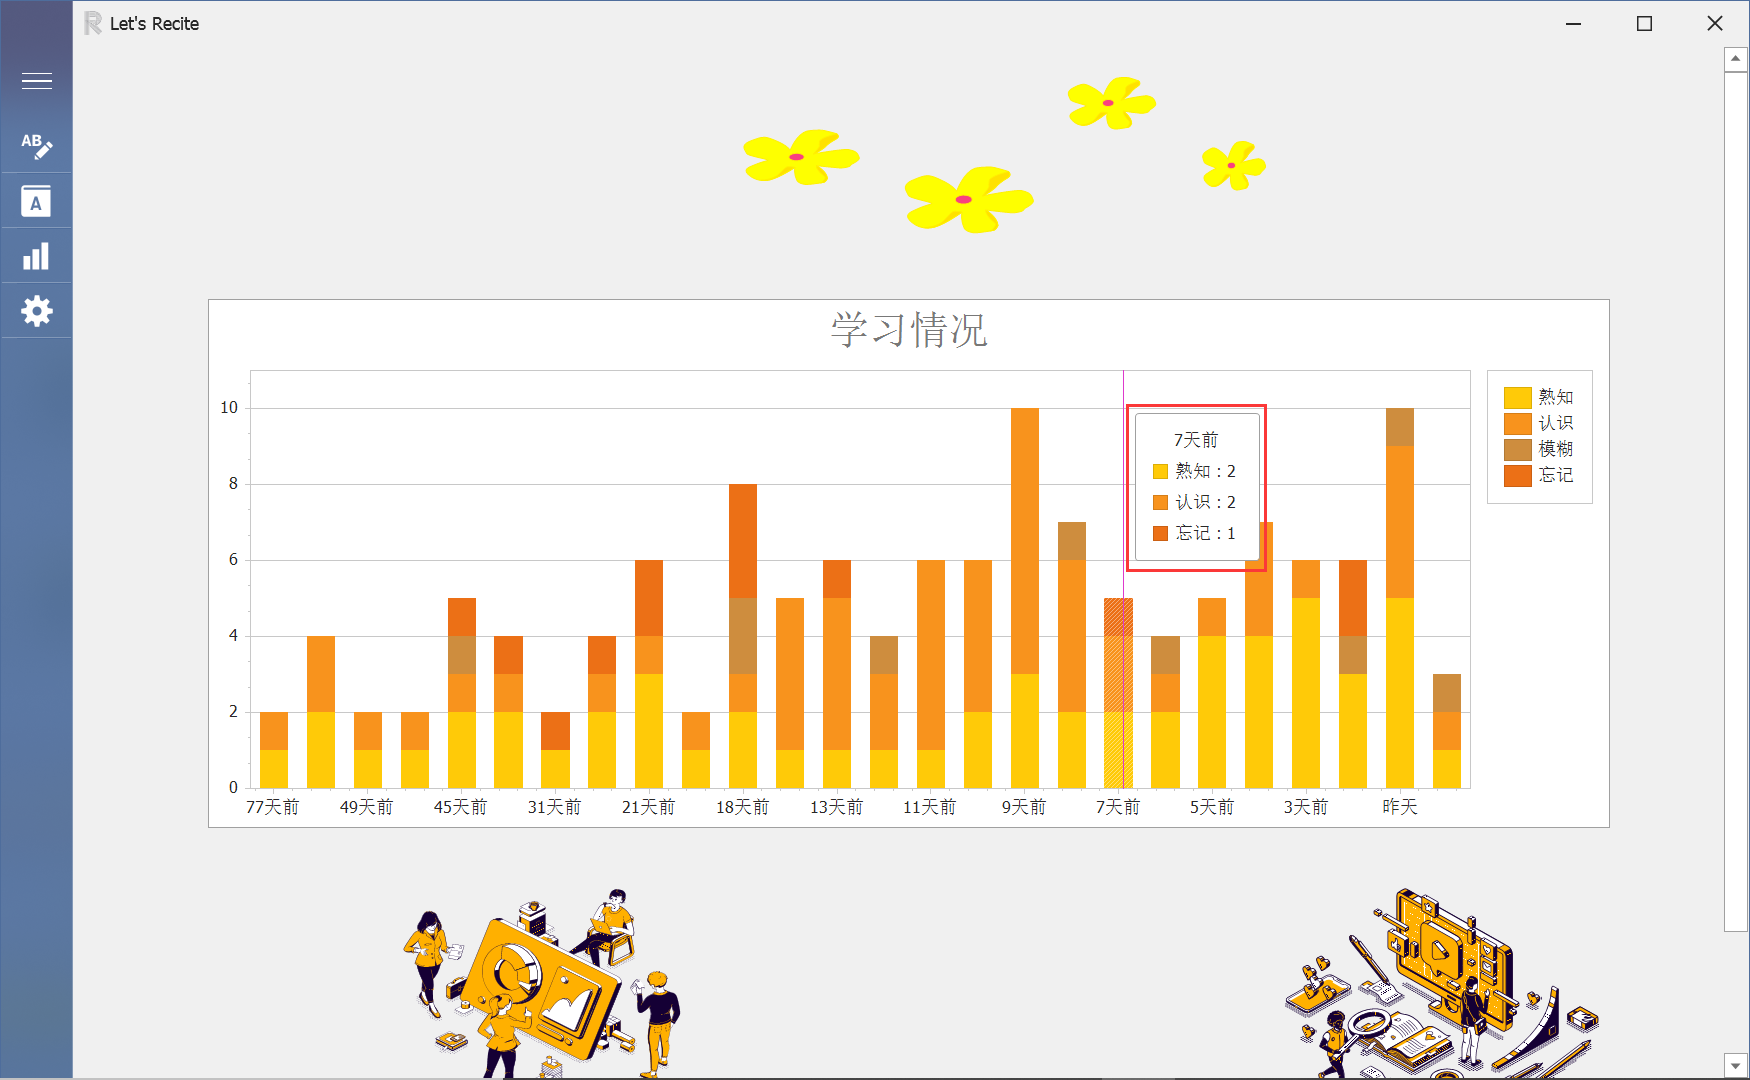 Let's Recite
AB
A
学习情况
10
8
6
4
2
0
7天前
熟知 : 2
认识 : 2
忘记 : 1
熟知
认识
模糊
忘记
77天前 49天前 45天前 31天前 21天前 18天前 13天前 11天前 9天前 7天前 5天前 3天前 昨天